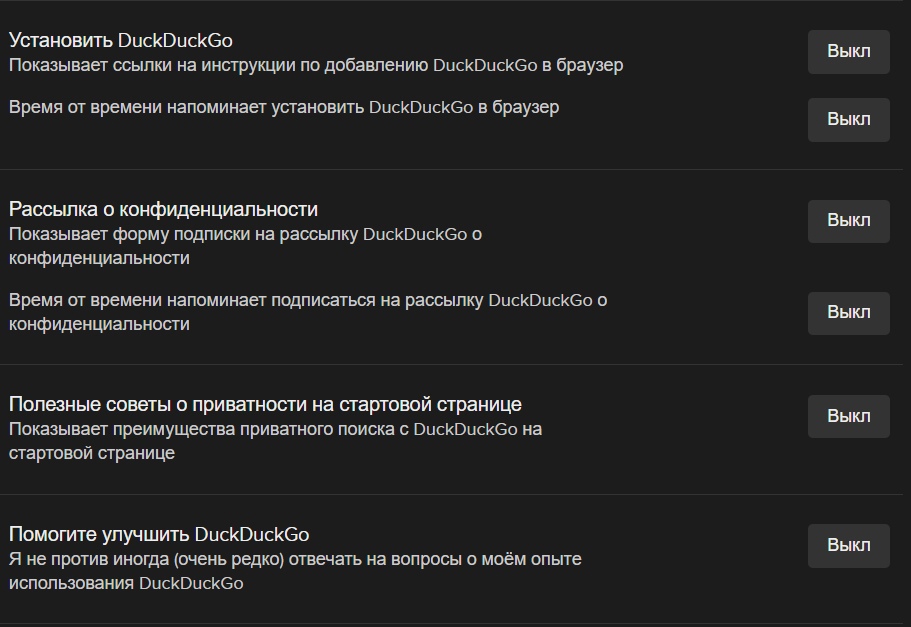 Установить DuckDuckGo
Показывает ссылки на инструкции по добавлению DuckDuckGo в браузер
Выкл
Время от времени напоминает установить DuckDuckGo в браузер
Выкл
Рассылка о конфиденциальности
Показывает форму подписки на рассылку DuckDuckGo о
конфиденциальности
Выкл
Время от времени напоминает подписаться на рассылку DuckDuckGo о
конфиденциальности
Выкл
Полезные советы о приватности на стартовой странице
Показывает преимущества приватного поиска с DuckDuckGo на
стартовой странице
Выкл
Помогите улучшить DuckDuckGo
Я не против иногда (очень редко) отвечать на вопросы о моём опыте
использования DuckDuckGo
Выкл